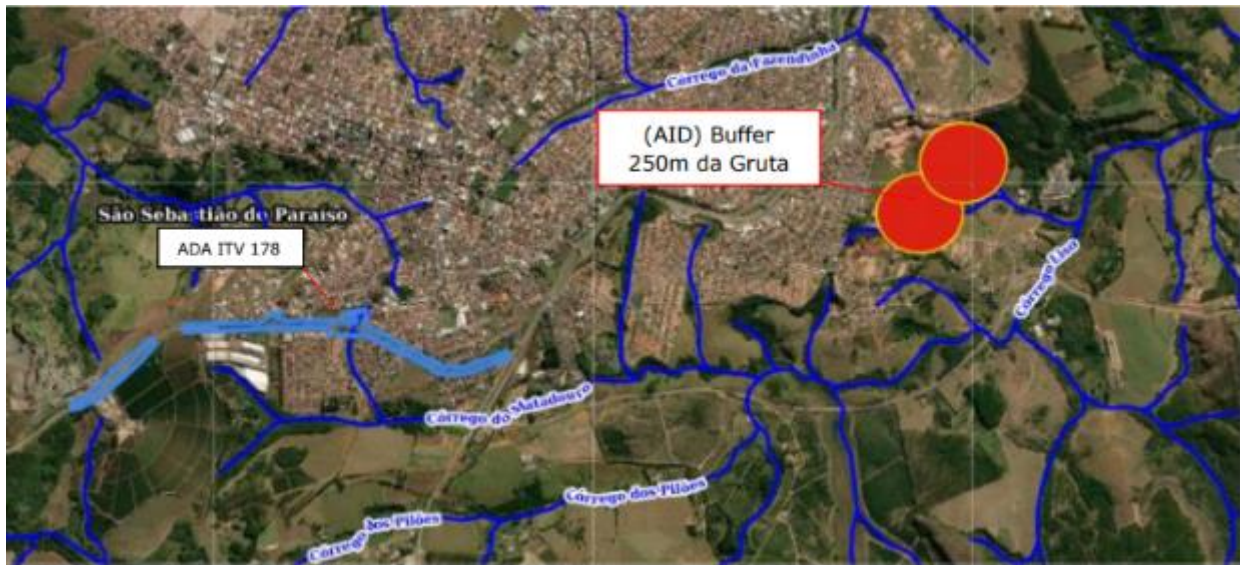 Córrego da Fazendinha
(AID) Buffer
250m da Gruta
São Sebastião do Paraíso
ADA ITV 178
Córrego Liso
Córrego do Matadouro
Córrego dos Pilões
Córrego dos Pilões